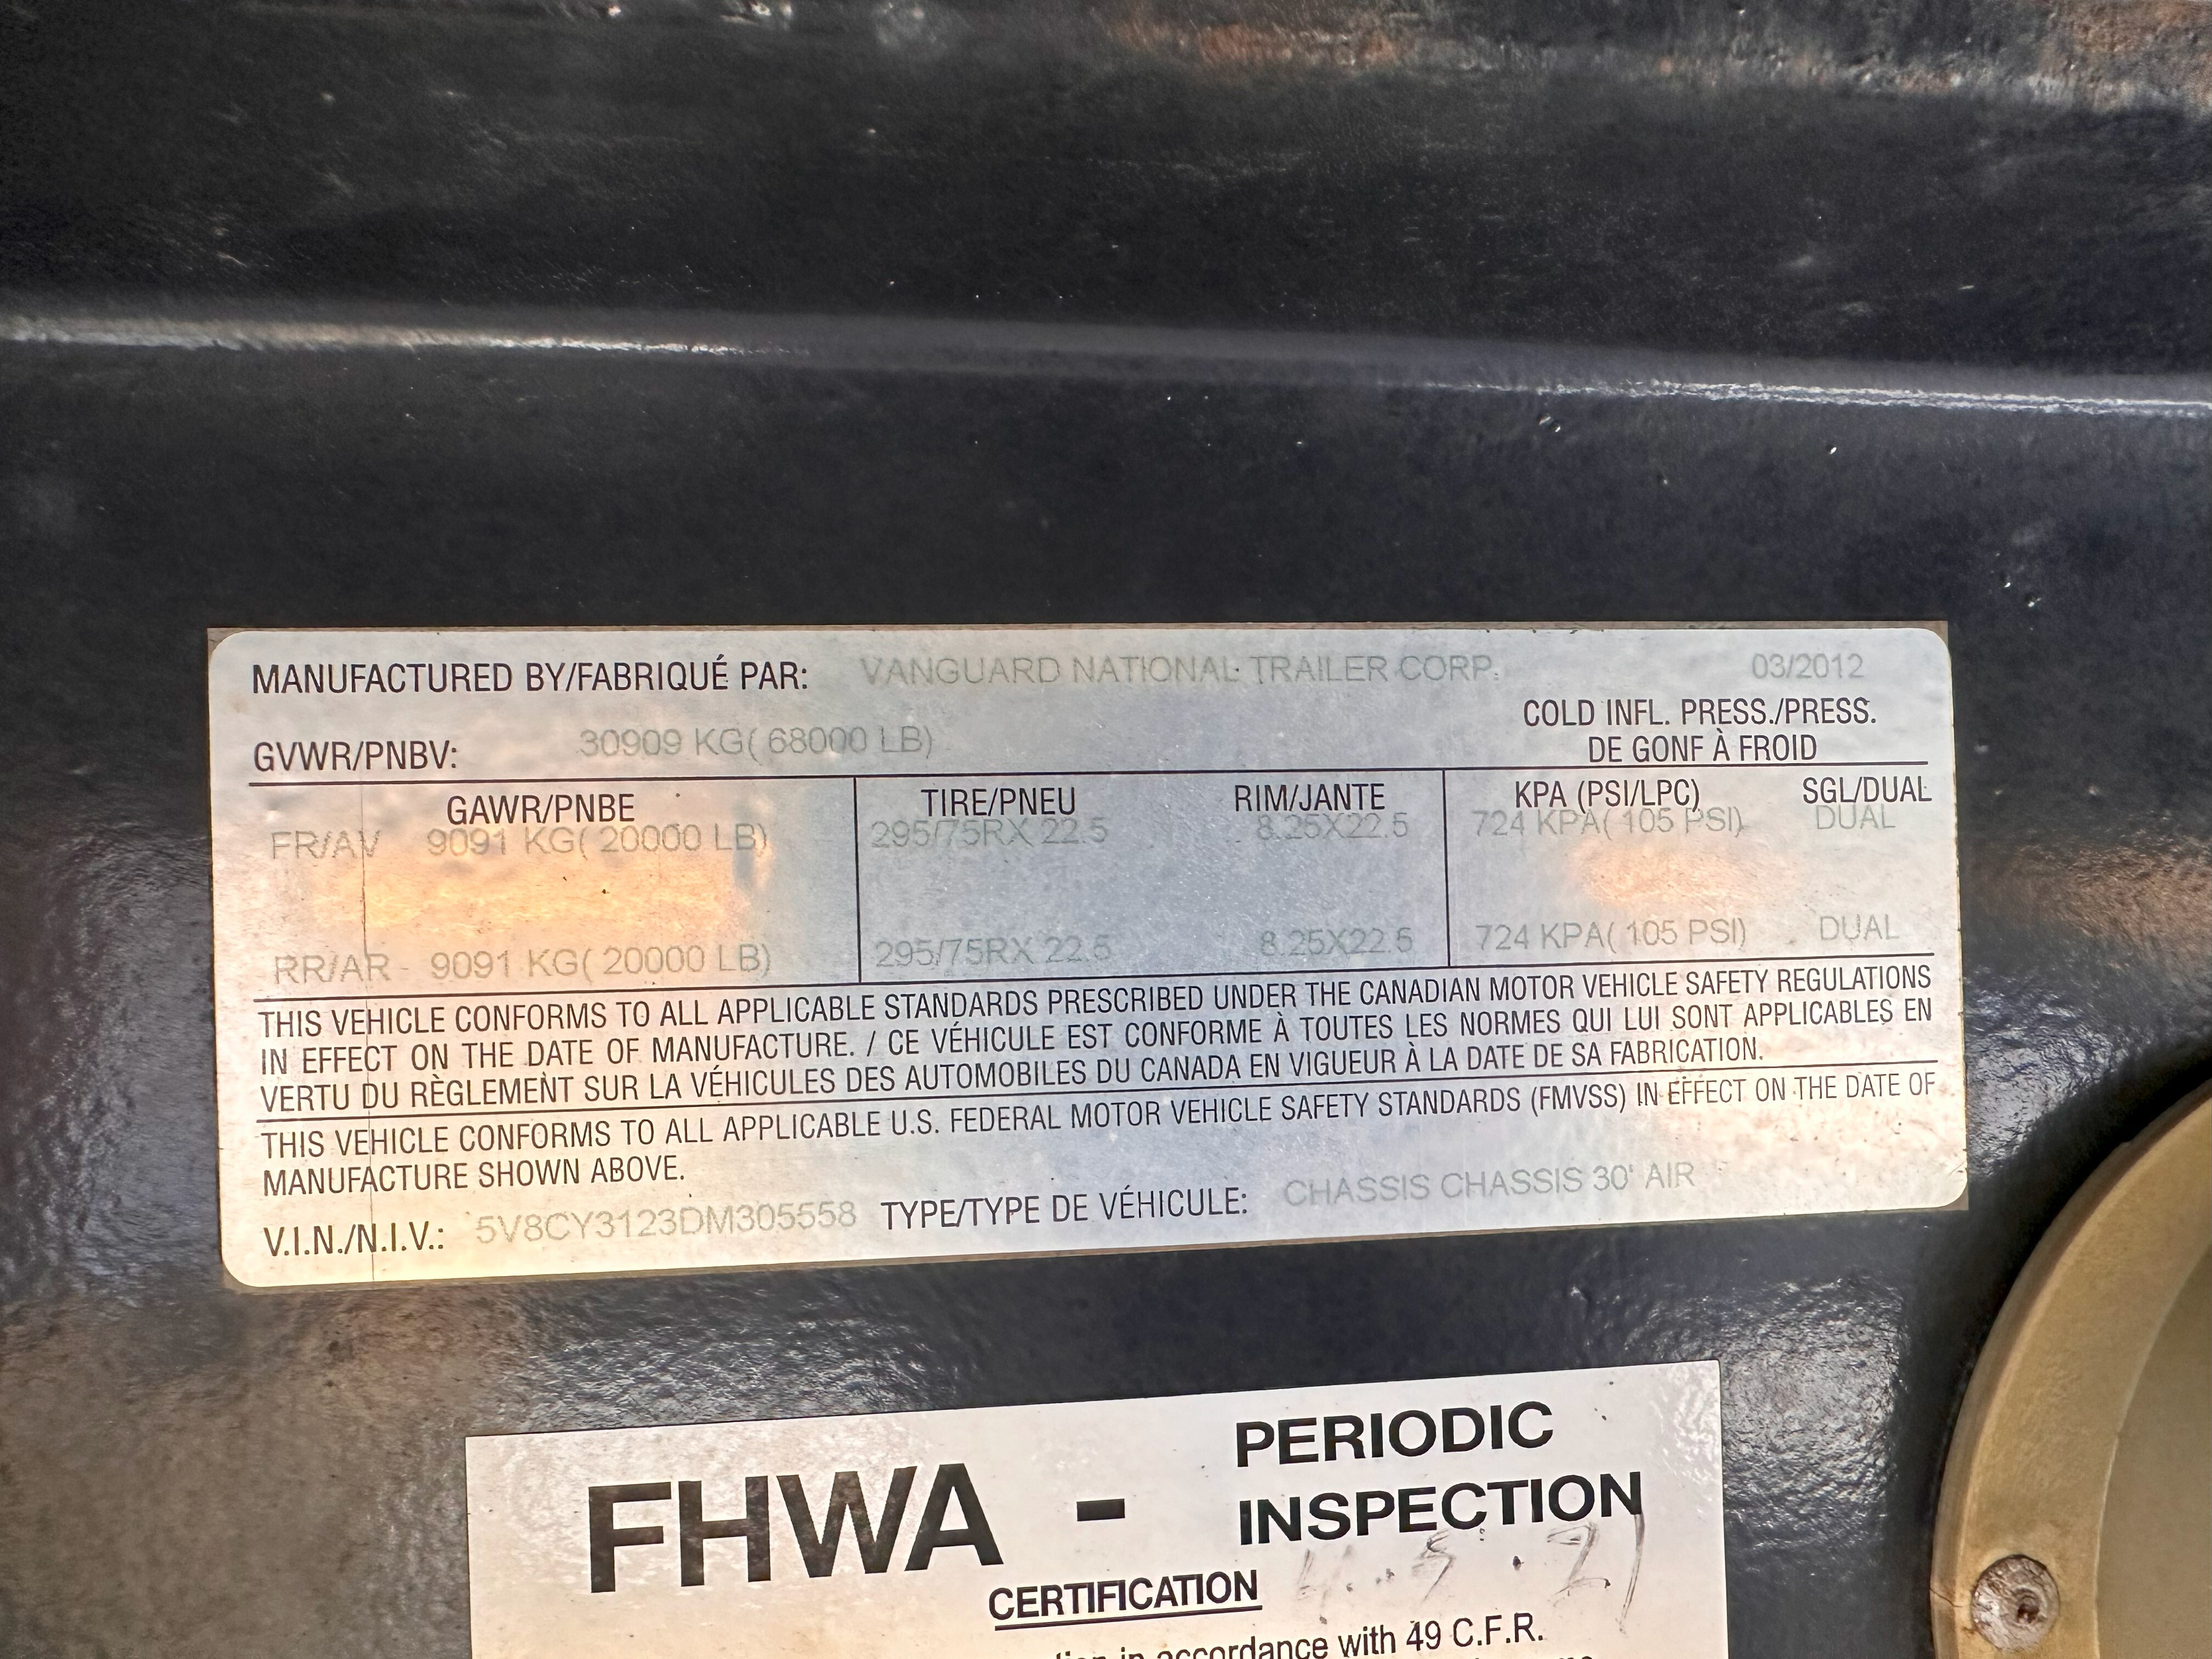 MANUFACTURED BY/FABRIQUÉ PAR: VANGUARD NATIONAL TRAILER CORP. 03/2012
GVWR/PNBV: 30909 KG( 68000 LB)
COLD INFL. PRESS./PRESS.
DE GONF À FROID
GAWR/PNBE TIRE/PNEU RIM/JANTE KPA (PSI/LPC) SGL/DUAL
FR/AV 9091 KG( 20000 LB) 295/75RX 22.5 8.25X22.5 724 KPA( 105 PSI) DUAL
RR/AR 9091 KG( 20000 LB) 295/75RX 22.5 8.25X22.5 724 KPA( 105 PSI) DUAL
THIS VEHICLE CONFORMS TO ALL APPLICABLE STANDARDS PRESCRIBED UNDER THE CANADIAN MOTOR VEHICLE SAFETY REGULATIONS
IN EFFECT ON THE DATE OF MANUFACTURE. / CE VÉHICULE EST CONFORME À TOUTES LES NORMES QUI LUI SONT APPLICABLES EN
VERTU DU RÈGLEMENT SUR LA VÉHICULES DES AUTOMOBILES DU CANADA EN VIGUEUR À LA DATE DE SA FABRICATION.
THIS VEHICLE CONFORMS TO ALL APPLICABLE U.S. FEDERAL MOTOR VEHICLE SAFETY STANDARDS (FMVSS) IN EFFECT ON THE DATE OF
MANUFACTURE SHOWN ABOVE.
V.I.N./N.I.V.: 5V8CY3123DM305558 TYPE/TYPE DE VÉHICULE: CHASSIS CHASSIS 30' AIR
FHWA - PERIODIC
INSPECTION
CERTIFICATION
in accordance with 49 C.F.R.